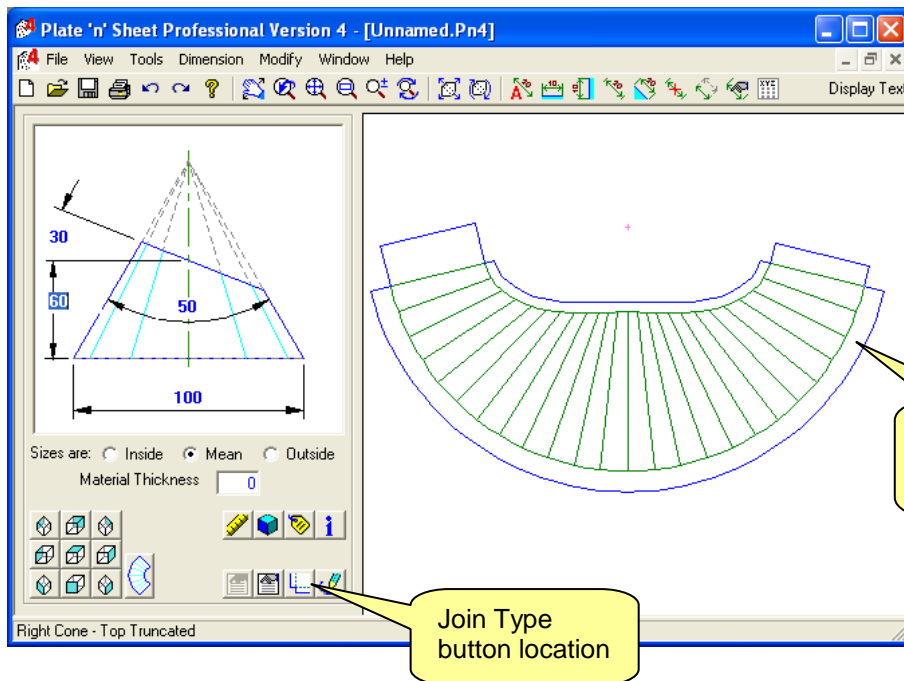 Plate 'n' Sheet Professional Version 4 - [Unnamed.Pn4]
File View Tools Dimension Modify Window Help
Display Text
30
60
50
100
Sizes are: Inside Mean Outside
Material Thickness 0
Join Type
button location
Right Cone - Top Truncated